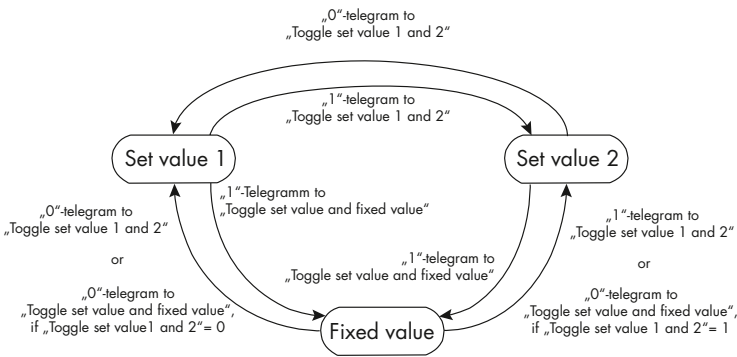 „0“-telegram to
„Toggle set value 1 and 2“
„1“-telegram to
„Toggle set value 1 and 2“
Set value 1
Set value 2
„1“-Telegramm to
„Toggle set value and fixed value“
„0“-telegram to
„Toggle set value 1 and 2“
or
„0“-telegram to
„Toggle set value and fixed value“,
if „Toggle set value1 and 2“= 0
„1“-telegram to
„Toggle set value and fixed value“
„1“-telegram to
„Toggle set value 1 and 2“
or
„0“-telegram to
„Toggle set value and fixed value“,
if „Toggle set value 1 and 2“= 1
Fixed value